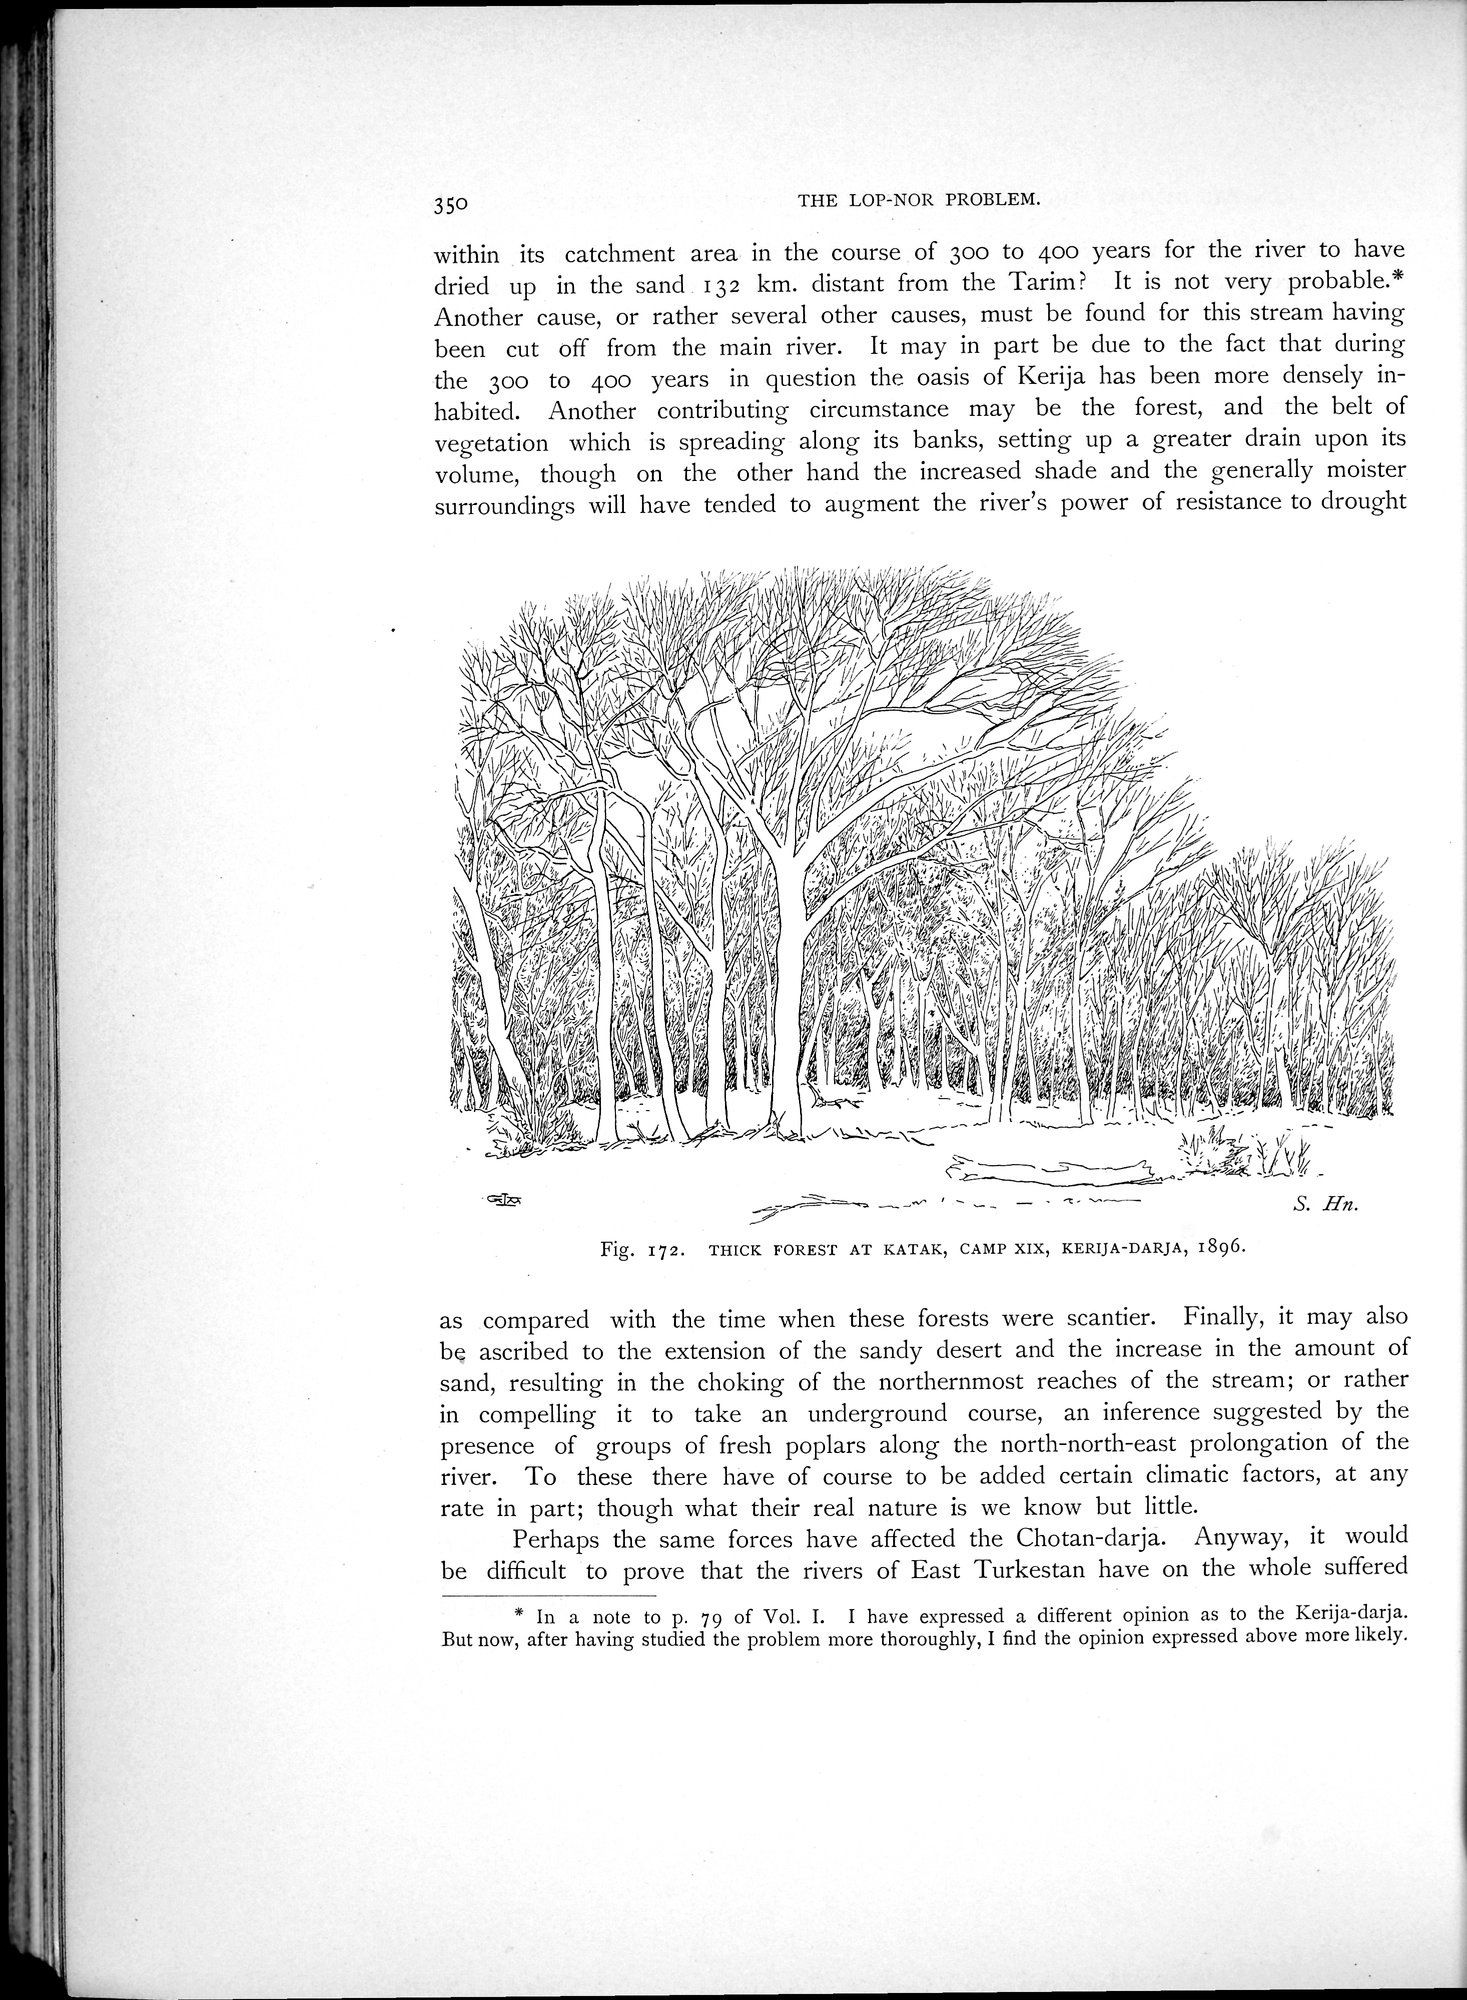 350
THE LOP-NOR PROBLEM.
within its catchment area in the course of 300 to 400 years for the river to have
dried up in the sand 132 km. distant from the Tarim? It is not very probable.*
Another cause, or rather several other causes, must be found for this stream having
been cut off from the main river. It may in part be due to the fact that during
the 300 to 400 years in question the oasis of Kerija has been more densely in-
habited. Another contributing circumstance may be the forest, and the belt of
vegetation which is spreading along its banks, setting up a greater drain upon its
volume, though on the other hand the increased shade and the generally moister
surroundings will have tended to augment the river's power of resistance to drought
S. Hn.
Fig. 172. THICK FOREST AT KATAK, CAMP XIX, KERIJA-DARJA, 1896.
as compared with the time when these forests were scantier. Finally, it may also
be ascribed to the extension of the sandy desert and the increase in the amount of
sand, resulting in the choking of the northernmost reaches of the stream; or rather
in compelling it to take an underground course, an inference suggested by the
presence of groups of fresh poplars along the north-north-east prolongation of the
river. To these there have of course to be added certain climatic factors, at any
rate in part; though what their real nature is we know but little.
Perhaps the same forces have affected the Chotan-darja. Anyway, it would
be difficult to prove that the rivers of East Turkestan have on the whole suffered
* In a note to p. 79 of Vol. I. I have expressed a different opinion as to the Kerija-darja.
But now, after having studied the problem more thoroughly, I find the opinion expressed above more likely.